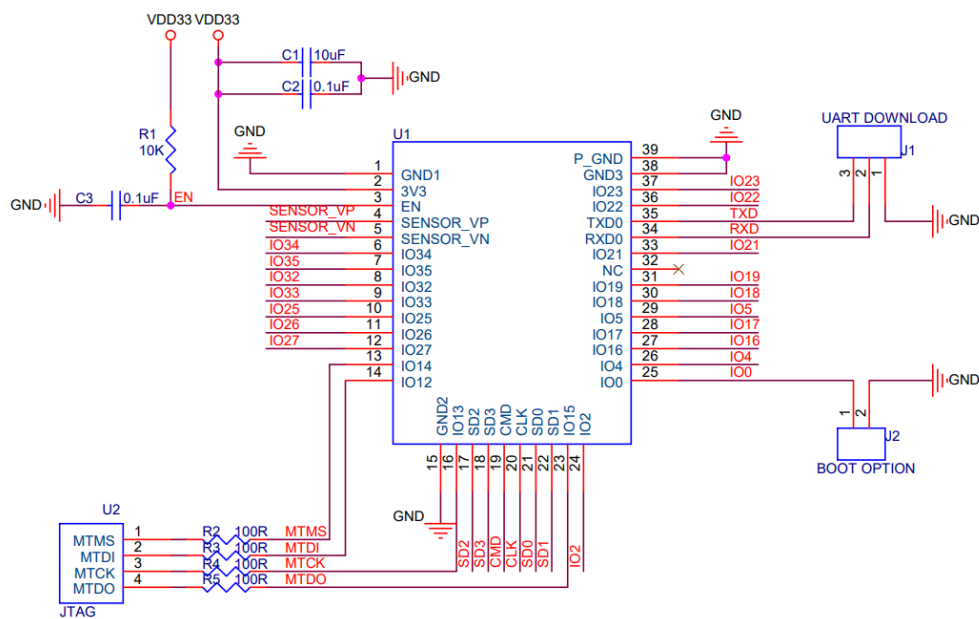 VDD33 VDD33
C1 10uF
GND
C2 0.1uF
R1
10K
GND
GND C3 0.1uF EN
U1
1 GND1
2 3V3
3 EN
SENSOR_VP 4 SENSOR_VP
SENSOR_VN 5 SENSOR_VN
IO34 6 IO34
IO35 7 IO35
IO32 8 IO32
IO33 9 IO33
IO25 10 IO25
IO26 11 IO26
IO27 12 IO27
13 IO14
14 IO12
GND
P_GND 39
GND3 38
IO23 37 IO23
IO22 36 IO22
TXD0 35 TXD
RXD0 34 RXD
IO21 33 IO21
NC 32
IO19 31 IO19
IO18 30 IO18
IO5 29 IO5
IO17 28 IO17
IO16 27 IO16
IO4 26 IO4
IO0 25 IO0
UART DOWNLOAD
J1
3 2 1
GND
GND
1 2
J2
BOOT OPTION
GND2 IO13 SD2 SD3 CMD CLK SD0 SD1 IO15 IO2
15 16 17 18 19 20 21 22 23 24
GND
SD2 SD3 CMD CLK SD0 SD1 IO2
U2
MTMS 1 R2 100R MTMS
MTDI 2 R3 100R MTDI
MTCK 3 R4 100R MTCK
MTDO 4 R5 100R MTDO
JTAG